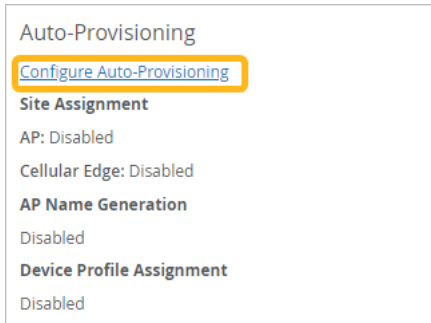 Auto-Provisioning
Configure Auto-Provisioning
Site Assignment
AP: Disabled
Cellular Edge: Disabled
AP Name Generation
Disabled
Device Profile Assignment
Disabled